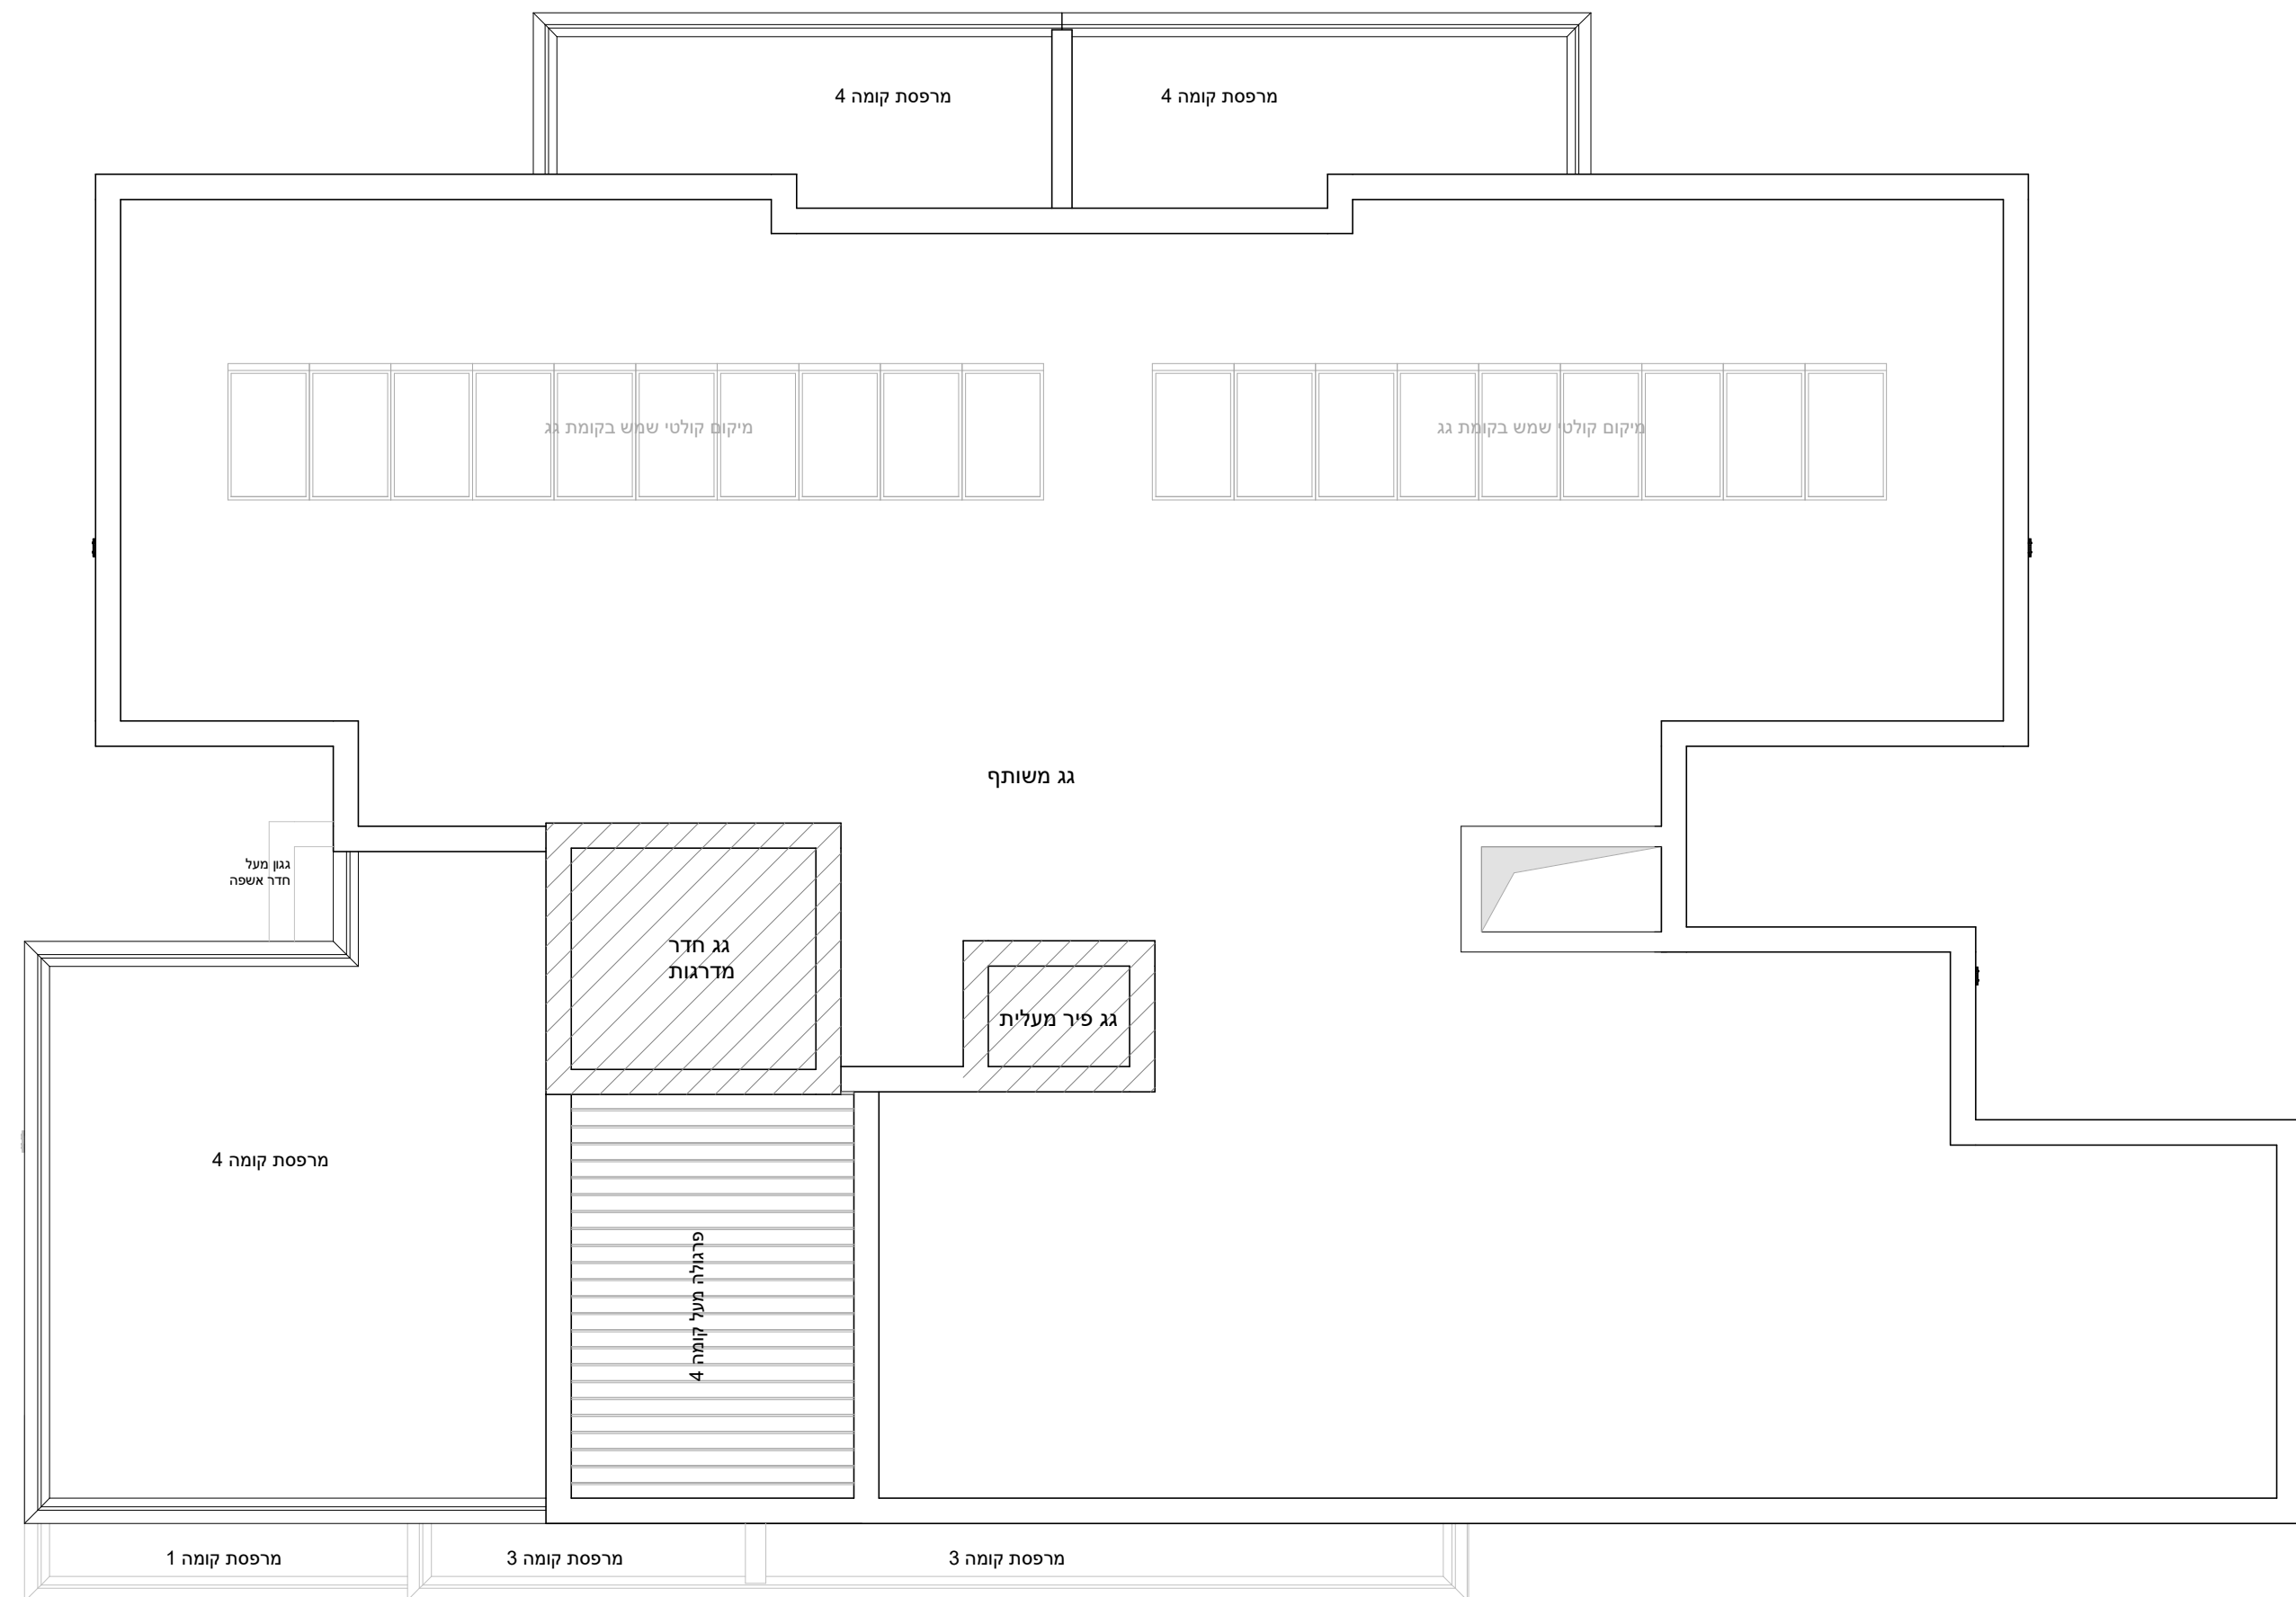 מרפסת קומה 4
מרפסת קומה 4
מיקום קולטי שמש בקומת גג
מיקום קולטי שמש בקומת גג
גג משותף
גגון מעל
חדר אשפה
גג חדר
מדרגות
גג פיר מעלית
מרפסת קומה 4
פרגולה מעל קומה 4
מרפסת קומה 3
מרפסת קומה 3
מרפסת קומה 1